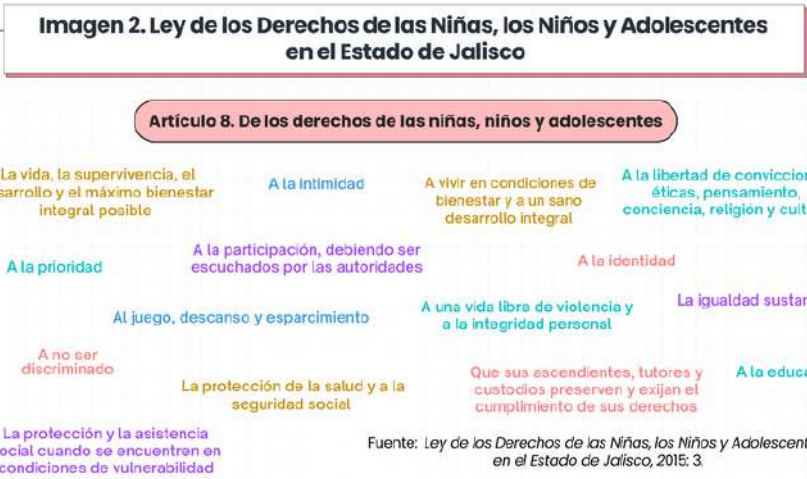 Imagen 2. Ley de los Derechos de las Niñas, los Niños y Adolescentes
en el Estado de Jalisco
Artículo 8. De los derechos de las niñas, niños y adolescentes
La vida, la supervivencia, el
sarrollo y el máximo bienestar
integral posible
A la intimidad
A vivir en condiciones de
bienestar y a un sano
desarrollo integral
A la libertad de conviccion
éticas, pensamiento,
conciencia, religión y cult
A la prioridad
A la participación, debiendo ser
escuchados por las autoridades
A la identidad
Al juego, descanso y esparcimiento
A una vida libre de violencia y
a la integridad personal
La igualdad sustan
A no ser
discriminado
La protección de la salud y a la
seguridad social
Que sus ascendientes, tutores y
custodios preserven y exijan el
cumplimiento de sus derechos
A la educa
La protección y la asistencia
ocial cuando se encuentren en
condiciones de vulnerabilidad
Fuente: Ley de los Derechos de las Niñas, los Niños y Adolescent
en el Estado de Jalisco, 2015: 3.